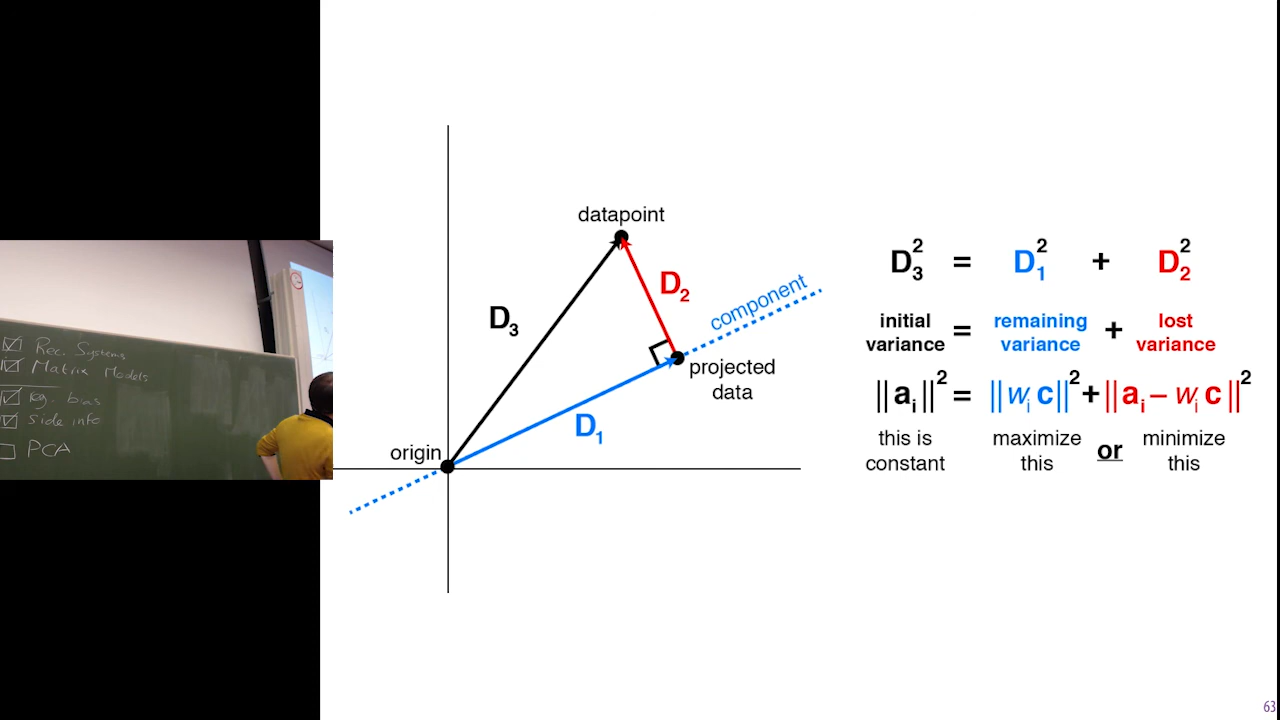 Rec. Systems
Matrix Models
reg. bias
side info
PCA
datapoint
D3
D2
component
projected
data
D1
origin
D3² = D1² + D2²
initial variance = remaining variance + lost variance
||ai||² = ||wi c||² + ||ai – wi c||²
this is constant
maximize this or minimize this
63